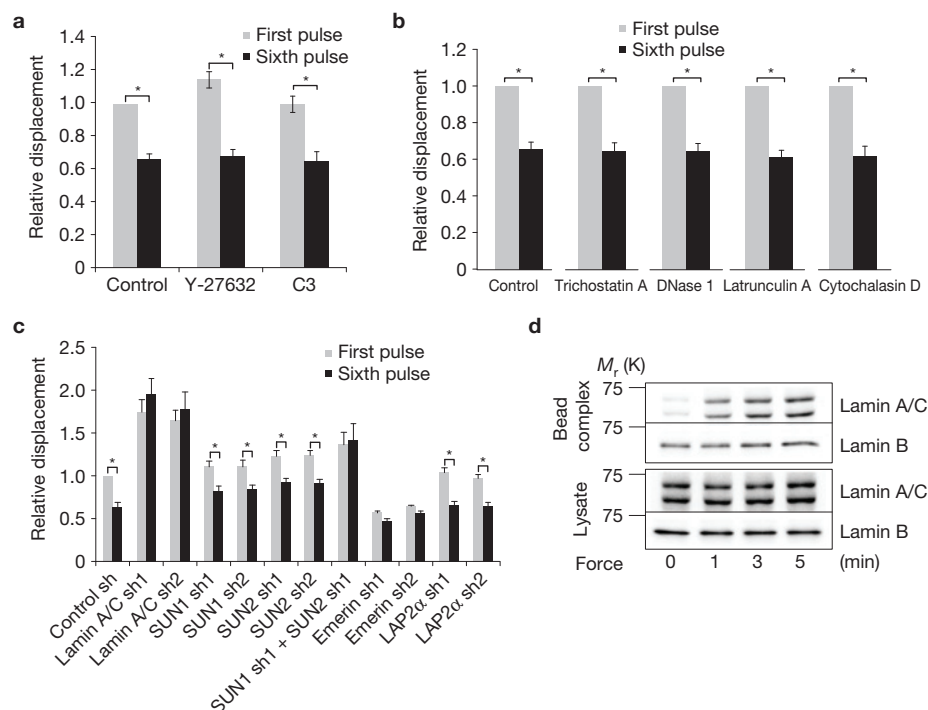 a
First pulse
Sixth pulse
Relative displacement
1.4
1.2
1.0
0.8
0.6
0.4
0.2
0
*
*
*
Control
Y-27632
C3
b
First pulse
Sixth pulse
Relative displacement
1.2
1.0
0.8
0.6
0.4
0.2
0
*
*
*
*
*
Control
Trichostatin A
DNase 1
Latrunculin A
Cytochalasin D
c
First pulse
Sixth pulse
Relative displacement
2.5
2.0
1.5
1.0
0.5
0
*
*
*
*
*
*
*
Control sh
Lamin A/C sh1
Lamin A/C sh2
SUN1 sh1
SUN1 sh2
SUN2 sh1
SUN2 sh2
SUN1 sh1 + SUN2 sh1
Emerin sh1
Emerin sh2
LAP2α sh1
LAP2α sh2
d
Mr (K)
Bead complex
75
Lamin A/C
75
Lamin B
Lysate
75
Lamin A/C
75
Lamin B
Force 0 1 3 5 (min)